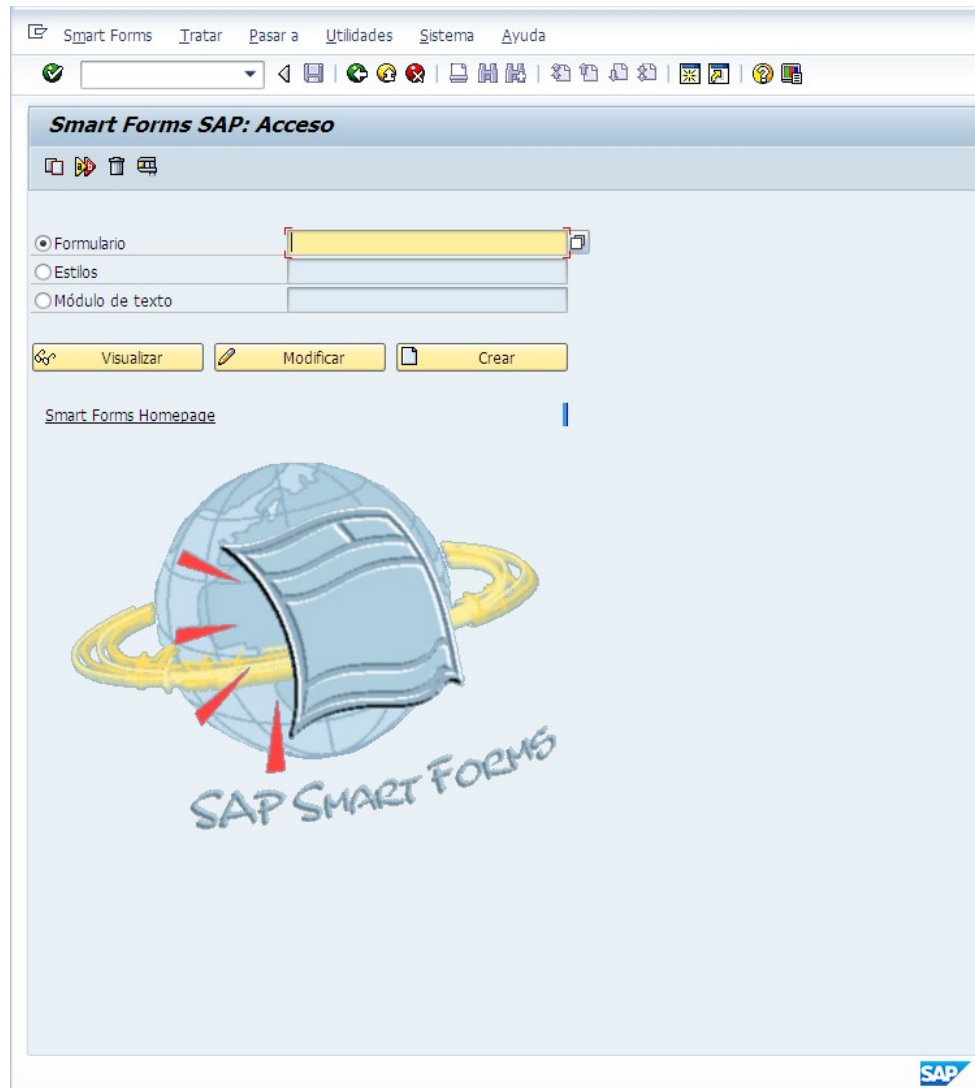 Smart Forms Tratar Pasar a Utilidades Sistema Ayuda
Smart Forms SAP: Acceso
Formulario
Estilos
Módulo de texto
Visualizar Modificar Crear
Smart Forms Homepage
SAP SMART FORMS
SAP